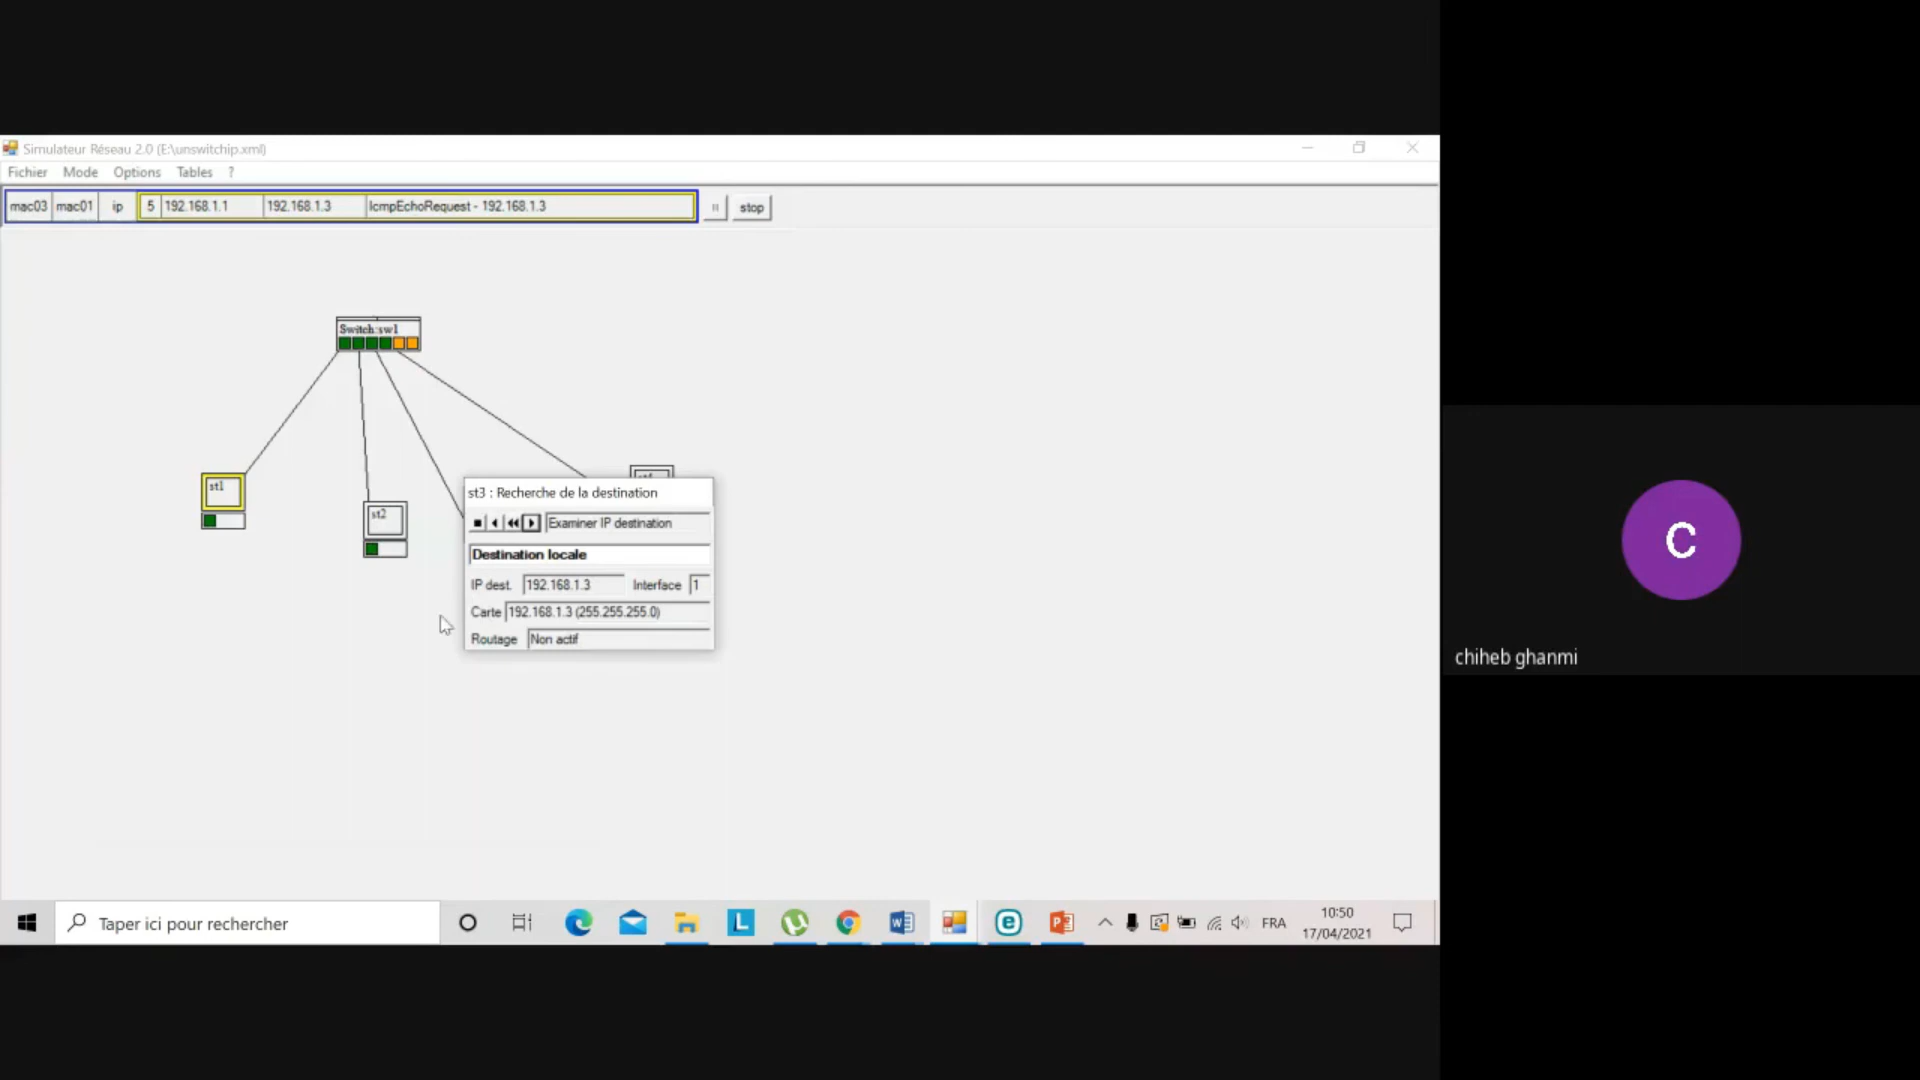 Simulateur Réseau 2.0 (E:\unswitchip.xml)
Fichier Mode Options Tables ?
mac03 mac01 ip 5 192.168.1.1 192.168.1.3 IcmpEchoRequest - 192.168.1.3 stop
Switch:sw1
st1
st2
st3 : Recherche de la destination
Examiner IP destination
Destination locale
IP dest. 192.168.1.3 Interface 1
Carte 192.168.1.3 (255.255.255.0)
Routage Non actif
C
chiheb ghanmi
Taper ici pour rechercher
FRA
10:50
17/04/2021